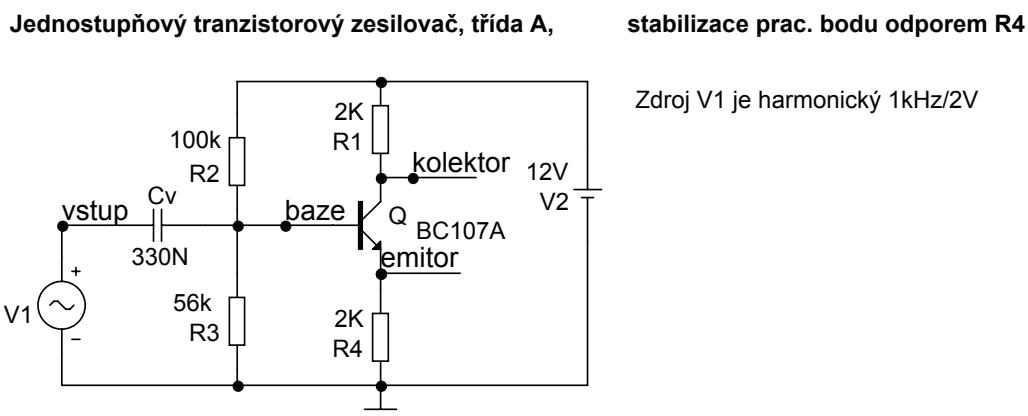 Jednostupňový tranzistorový zesilovač, třída A, stabilizace prac. bodu odporem R4
Zdroj V1 je harmonický 1kHz/2V
2K
R1
100k
R2
kolektor
12V
V2
vstup
Cv
330N
baze
Q
BC107A
emitor
+
V1
−
56k
R3
2K
R4